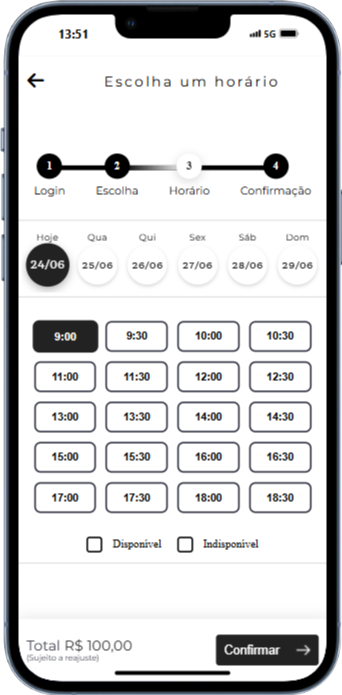 13:51 5G
Escolha um horário
1 2 3 4
Login Escolha Horário Confirmação
Hoje Qua Qui Sex Sáb Dom
24/06 25/06 26/06 27/06 28/06 29/06
9:00 9:30 10:00 10:30
11:00 11:30 12:00 12:30
13:00 13:30 14:00 14:30
15:00 15:30 16:00 16:30
17:00 17:30 18:00 18:30
Disponível Indisponível
Total R$ 100,00
(Sujeito a reajuste)
Confirmar